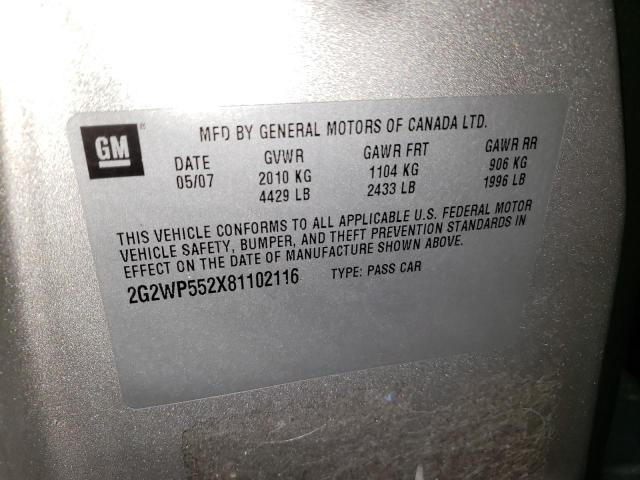 GM ®
MFD BY GENERAL MOTORS OF CANADA LTD.
DATE GVWR GAWR FRT GAWR RR
05/07 2010 KG 1104 KG 906 KG
4429 LB 2433 LB 1996 LB
THIS VEHICLE CONFORMS TO ALL APPLICABLE U.S. FEDERAL MOTOR
VEHICLE SAFETY, BUMPER, AND THEFT PREVENTION STANDARDS IN
EFFECT ON THE DATE OF MANUFACTURE SHOWN ABOVE.
2G2WP552X81102116 TYPE: PASS CAR